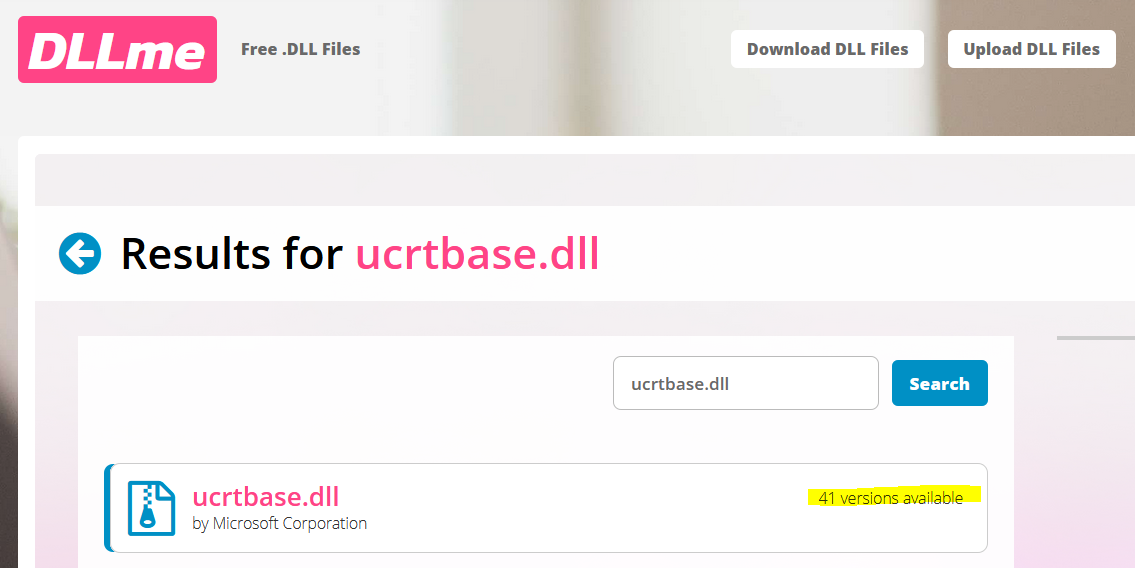 DLLme Free .DLL Files Download DLL Files Upload DLL Files
Results for ucrtbase.dll
ucrtbase.dll Search
ucrtbase.dll
41 versions available
by Microsoft Corporation